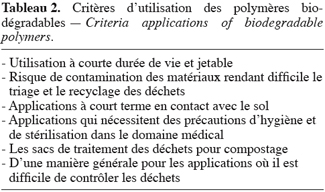 Tableau 2. Critères d'utilisation des polymères bio-
dégradables — Criteria applications of biodegradable
polymers.
- Utilisation à courte durée de vie et jetable
- Risque de contamination des matériaux rendant difficile le
triage et le recyclage des déchets
- Applications à court terme en contact avec le sol
- Applications qui nécessitent des précautions d'hygiène et
de stérilisation dans le domaine médical
- Les sacs de traitement des déchets pour compostage
- D'une manière générale pour les applications où il est
difficile de contrôler les déchets